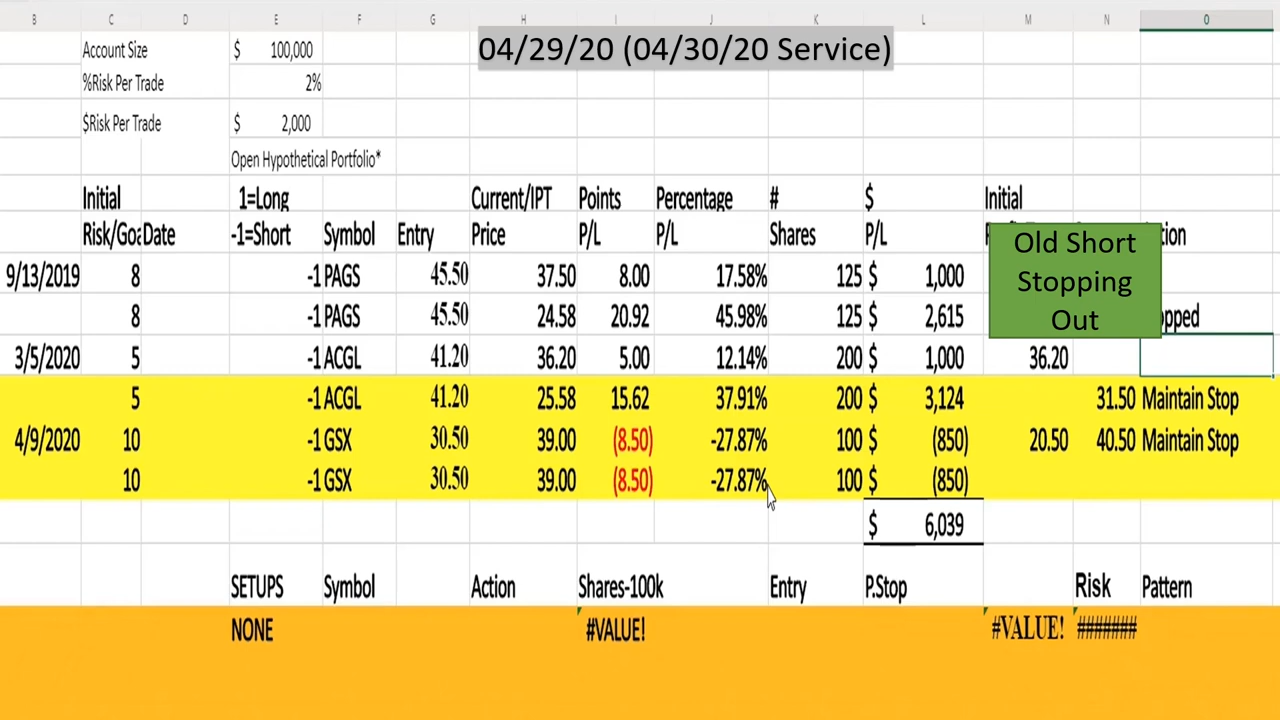 B C D E F G H I J K L M N O
04/29/20 (04/30/20 Service)
Account Size $ 100,000
%Risk Per Trade 2%
$Risk Per Trade $ 2,000
Open Hypothetical Portfolio*
Initial 1=Long Current/IPT Points Percentage # $ Initial
Risk/Goa Date -1=Short Symbol Entry Price P/L P/L Shares P/L
Old Short
Stopping
Out
9/13/2019 8 -1 PAGS 45.50 37.50 8.00 17.58% 125 $ 1,000
8 -1 PAGS 45.50 24.58 20.92 45.98% 125 $ 2,615
3/5/2020 5 -1 ACGL 41.20 36.20 5.00 12.14% 200 $ 1,000 36.20
5 -1 ACGL 41.20 25.58 15.62 37.91% 200 $ 3,124 31.50 Maintain Stop
4/9/2020 10 -1 GSX 30.50 39.00 (8.50) -27.87% 100 $ (850) 20.50 40.50 Maintain Stop
10 -1 GSX 30.50 39.00 (8.50) -27.87% 100 $ (850)
$ 6,039
SETUPS Symbol Action Shares-100k Entry P.Stop Risk Pattern
NONE #VALUE! #VALUE! #######